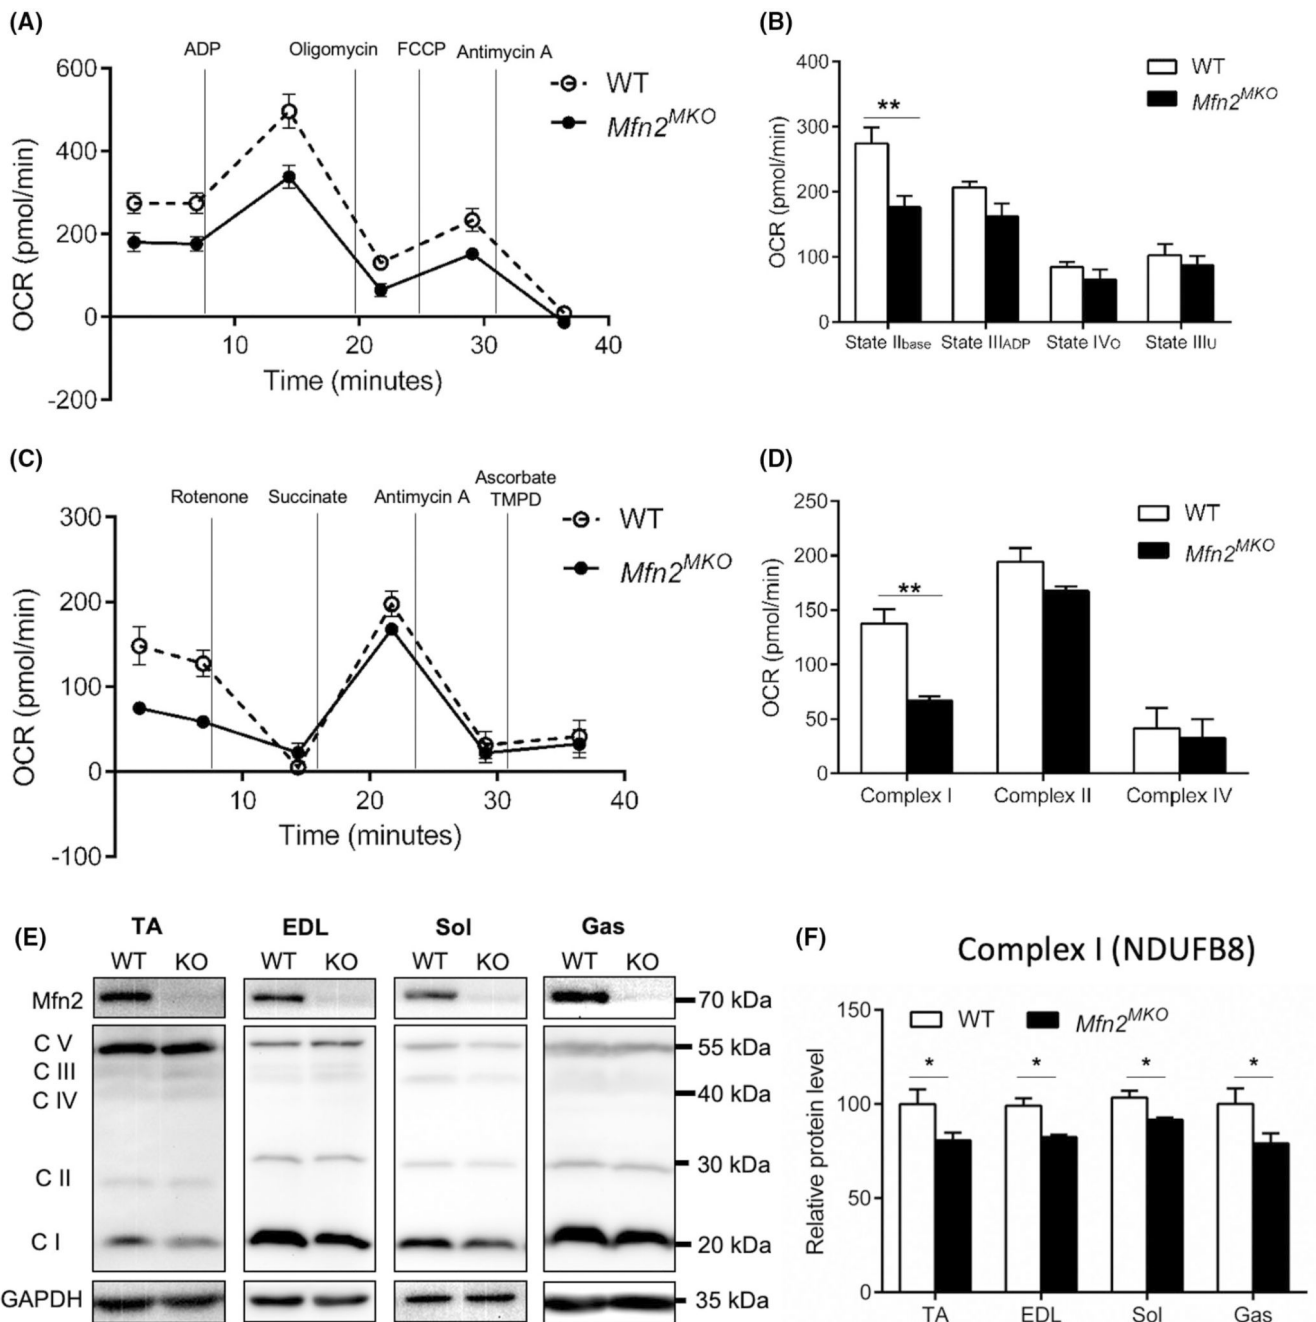 (A)
ADP Oligomycin FCCP Antimycin A
600
400
200
0
-200
OCR (pmol/min)
10 20 30 40
Time (minutes)
WT
Mfn2MKO
(B)
400
300
200
100
0
OCR (pmol/min)
WT
Mfn2MKO
**
State IIbase State IIIADP State IVO State IIIU
(C)
Rotenone Succinate Antimycin A Ascorbate
TMPD
300
200
100
0
-100
OCR (pmol/min)
10 20 30 40
Time (minutes)
WT
Mfn2MKO
(D)
250
200
150
100
50
0
OCR (pmol/min)
WT
Mfn2MKO
**
Complex I Complex II Complex IV
(E)
TA EDL Sol Gas
WT KO WT KO WT KO WT KO
Mfn2 70 kDa
C V 55 kDa
C III
C IV 40 kDa
C II 30 kDa
C I 20 kDa
GAPDH 35 kDa
(F)
Complex I (NDUFB8)
150
100
50
0
Relative protein level
WT Mfn2MKO
* * * *
TA EDL Sol Gas